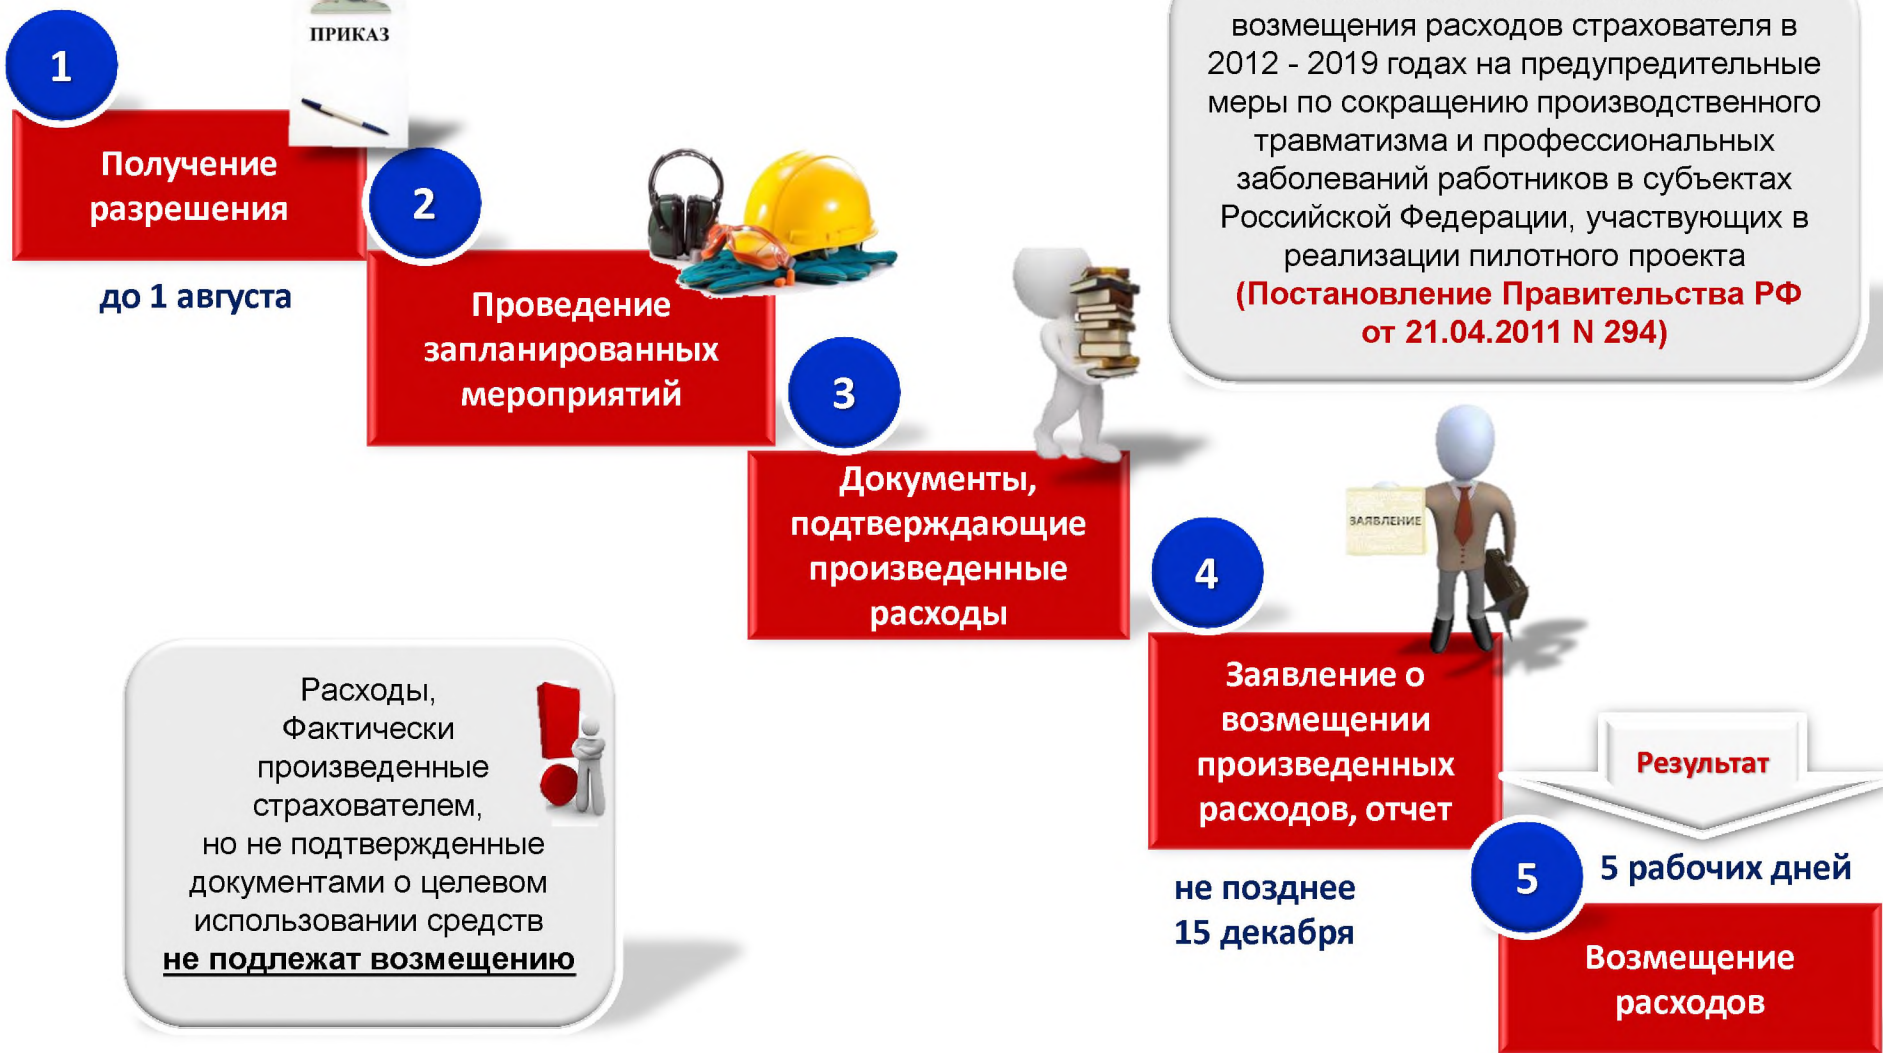 1
ПРИКАЗ
Получение
разрешения
до 1 августа
2
Проведение
запланированных
мероприятий
3
Документы,
подтверждающие
произведенные
расходы
возмещения расходов страхователя в
2012 - 2019 годах на предупредительные
меры по сокращению производственного
травматизма и профессиональных
заболеваний работников в субъектах
Российской Федерации, участвующих в
реализации пилотного проекта
(Постановление Правительства РФ
от 21.04.2011 N 294)
ЗАЯВЛЕНИЕ
4
Заявление о
возмещении
произведенных
расходов, отчет
не позднее
15 декабря
Результат
5 рабочих дней
5
Возмещение
расходов
Расходы,
Фактически
произведенные
страхователем,
но не подтвержденные
документами о целевом
использовании средств
не подлежат возмещению